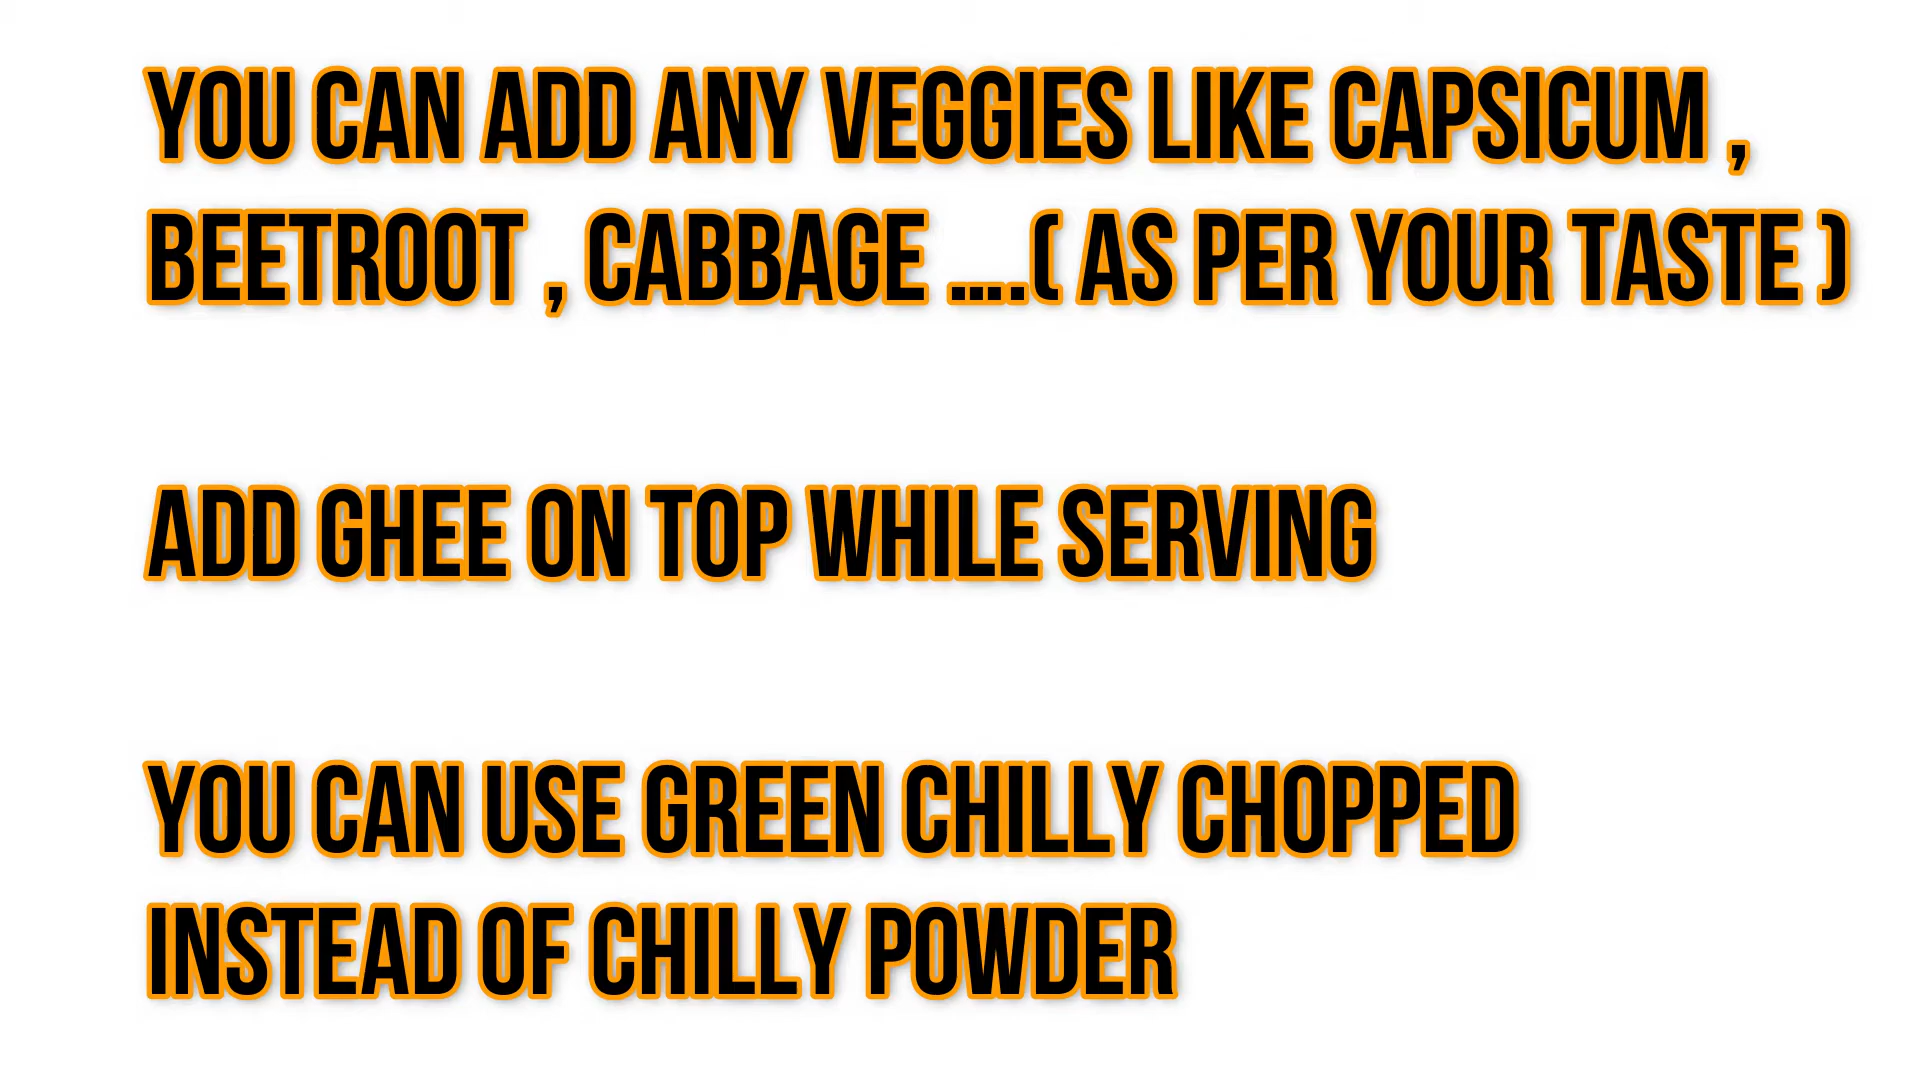 YOU CAN ADD ANY VEGGIES LIKE CAPSICUM ,
BEETROOT , CABBAGE ....( AS PER YOUR TASTE )
ADD GHEE ON TOP WHILE SERVING
YOU CAN USE GREEN CHILLY CHOPPED
INSTEAD OF CHILLY POWDER